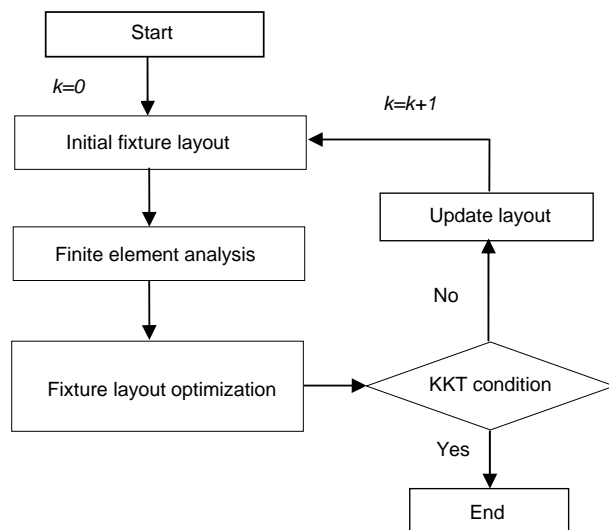 Start
k=0
k=k+1
Initial fixture layout
Update layout
Finite element analysis
No
Fixture layout optimization
KKT condition
Yes
End